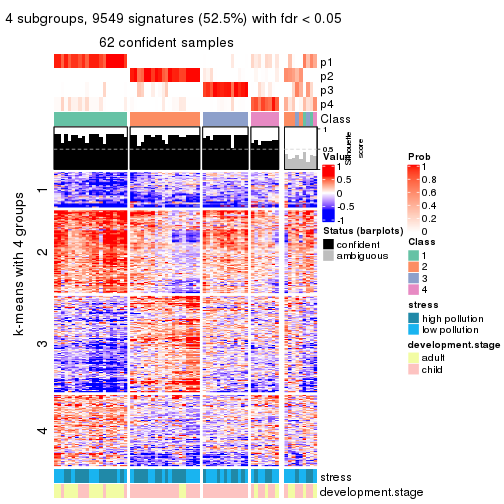 4 subgroups, 9549 signatures (52.5%) with fdr < 0.05
62 confident samples
p1
p2
p3
p4
Class
1
0.5
Silhouette
score
k-means with 4 groups
1
2
3
4
stress
development.stage
Value
1
0.5
0
-0.5
-1
Status (barplots)
confident
ambiguous
Prob
1
0.8
0.6
0.4
0.2
0
Class
1
2
3
4
stress
high pollution
low pollution
development.stage
adult
child